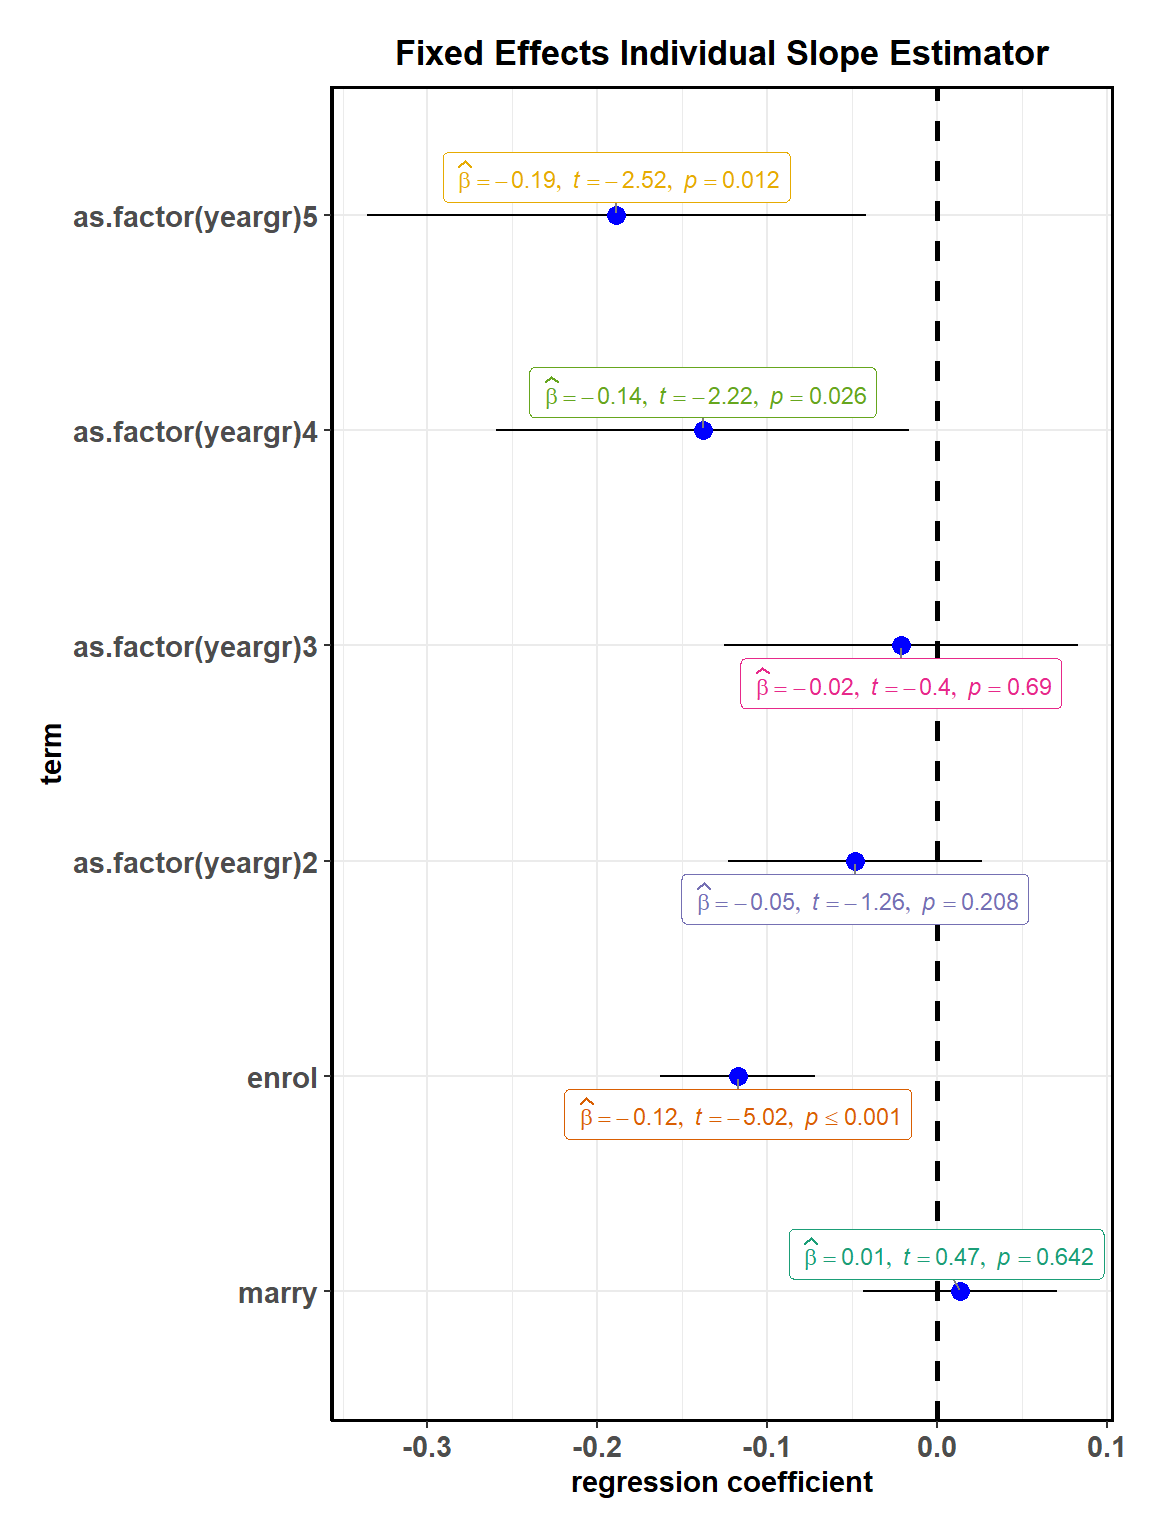 Fixed Effects Individual Slope Estimator
β̂ = −0.19, t = −2.52, p = 0.012
as.factor(yeargr)5
β̂ = −0.14, t = −2.22, p = 0.026
as.factor(yeargr)4
as.factor(yeargr)3
β̂ = −0.02, t = −0.4, p = 0.69
term
as.factor(yeargr)2
β̂ = −0.05, t = −1.26, p = 0.208
enrol
β̂ = −0.12, t = −5.02, p ≤ 0.001
β̂ = 0.01, t = 0.47, p = 0.642
marry
-0.3 -0.2 -0.1 0.0 0.1
regression coefficient